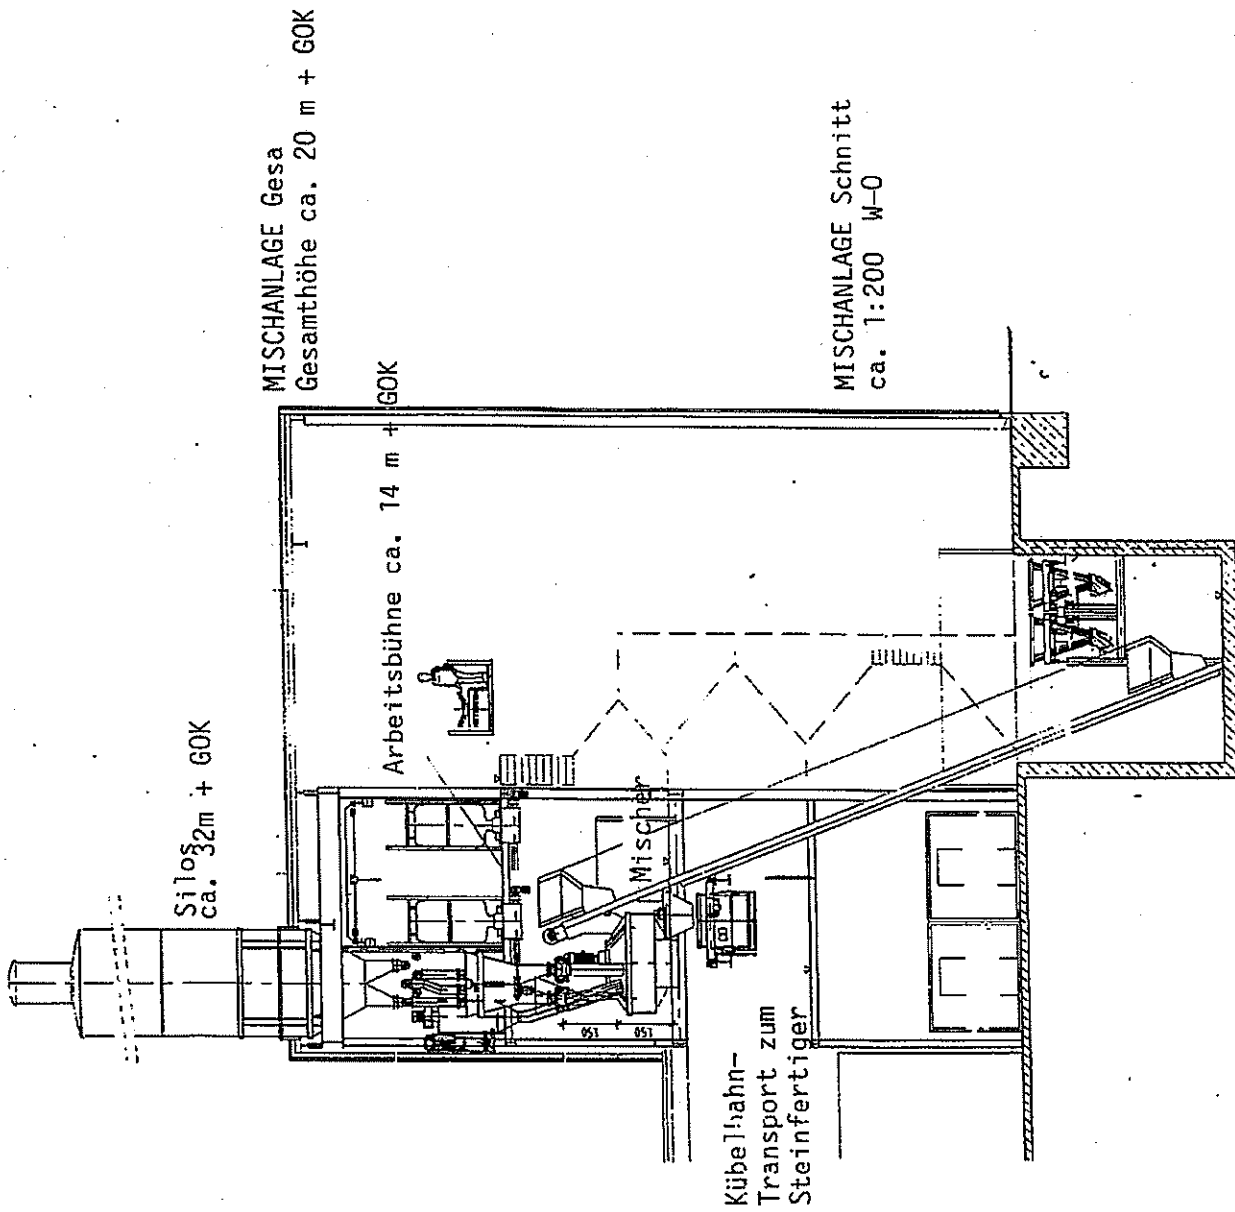 MISCHANLAGE Gesa
Gesamthöhe ca. 20 m + GOK
Silos
ca. 32m + GOK
Arbeitsbühne ca. 14 m + GOK
MISCHANLAGE Schnitt
ca. 1:200 W-O
Mischer
Kübelbahn-
Transport zum
Steinfertiger
150
150